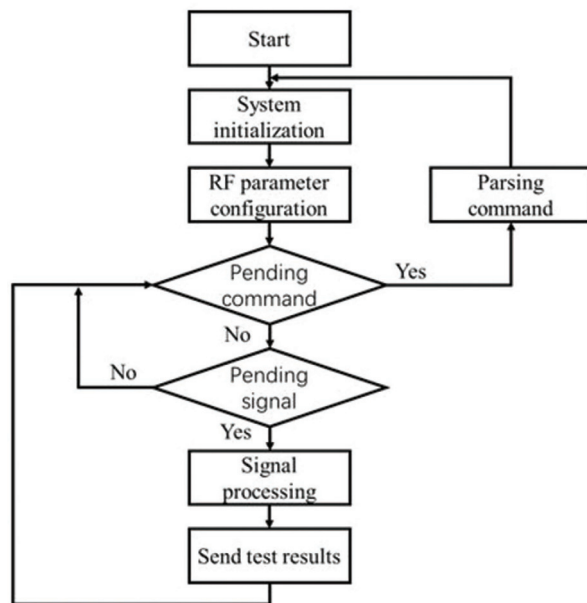 Start
System
initialization
RF parameter
configuration
Parsing
command
Pending
command
Yes
No
Pending
signal
No
Yes
Signal
processing
Send test results